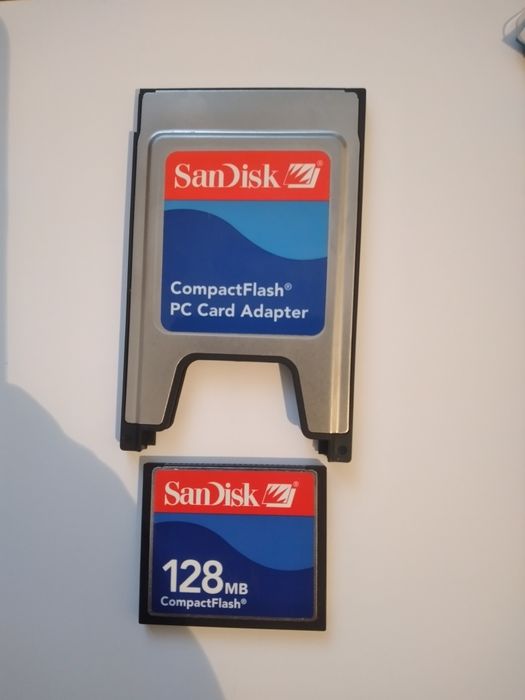 SanDisk®
CompactFlash®
PC Card Adapter
SanDisk®
128MB
CompactFlash®